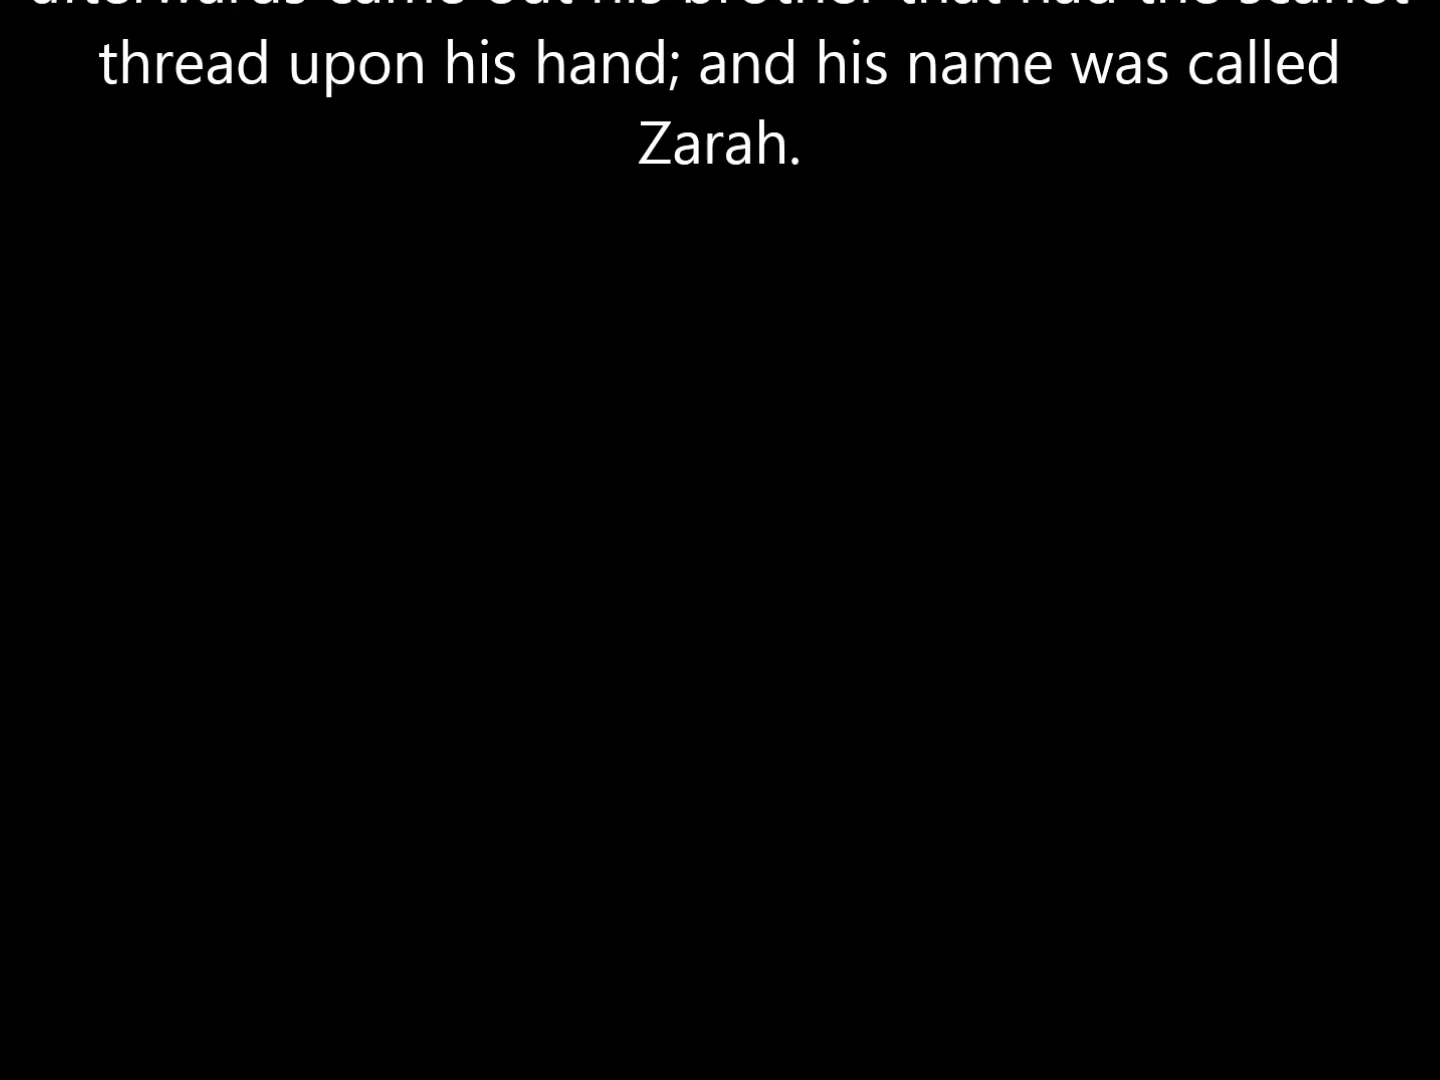 afterwards came out his brother that had the scarlet
thread upon his hand; and his name was called
Zarah.